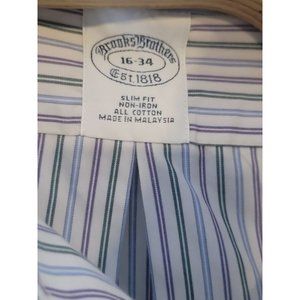 Brooks Brothers
16-34
Est. 1818
SLIM FIT
NON-IRON
ALL COTTON
MADE IN MALAYSIA